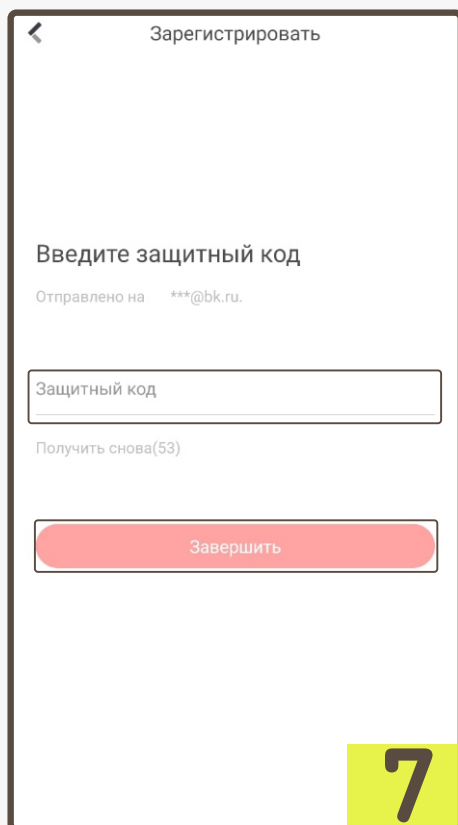 Зарегистрировать
Введите защитный код
Отправлено на ***@bk.ru.
Защитный код
Получить снова(53)
Завершить
7